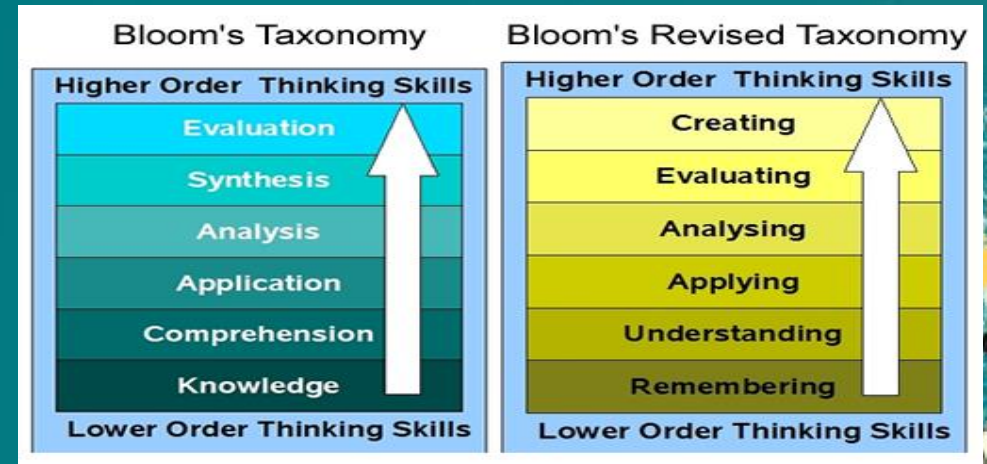 Bloom's Taxonomy
Higher Order Thinking Skills
Evaluation
Synthesis
Analysis
Application
Comprehension
Knowledge
Lower Order Thinking Skills
Bloom's Revised Taxonomy
Higher Order Thinking Skills
Creating
Evaluating
Analysing
Applying
Understanding
Remembering
Lower Order Thinking Skills